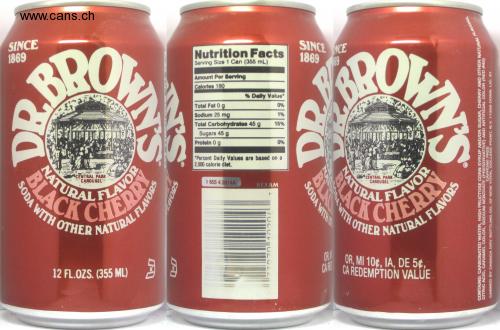 www.cans.ch
SINCE
1869
DR. BROWN'S
CENTRAL PARK
CAROUSEL
NATURAL FLAVOR
BLACK CHERRY
SODA WITH OTHER NATURAL FLAVORS
12 FL.OZS. (355 ML)
Nutrition Facts
Serving Size 1 Can (355 mL)
Amount Per Serving
Calories 180
% Daily Value*
Total Fat 0 g 0%
Sodium 25 mg 1%
Total Carbohydrates 45 g 15%
Sugars 45 g
Protein 0 g 0%
*Percent Daily Values are based on a
2,000 calorie diet.
SINCE
1869
DR. BROWN'S
CENTRAL PARK
CAROUSEL
NATURAL FLAVOR
BLACK CHERRY
SODA WITH OTHER NATURAL FLAVORS
OR, MI 10¢, IA, DE 5¢,
CA REDEMPTION VALUE